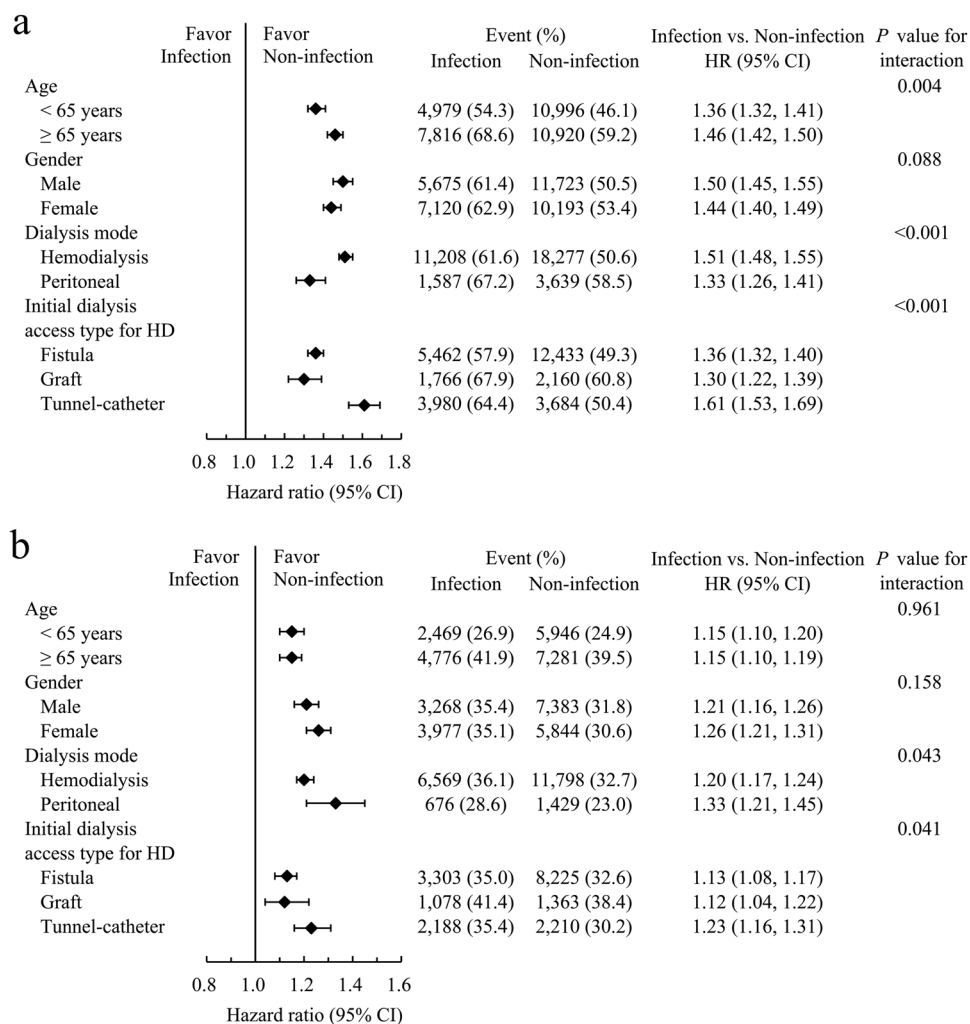 a
Favor Infection Favor Non-infection Event (%) Infection vs. Non-infection P value for
Infection Non-infection HR (95% CI) interaction
Age 0.004
< 65 years 4,979 (54.3) 10,996 (46.1) 1.36 (1.32, 1.41)
≥ 65 years 7,816 (68.6) 10,920 (59.2) 1.46 (1.42, 1.50)
Gender 0.088
Male 5,675 (61.4) 11,723 (50.5) 1.50 (1.45, 1.55)
Female 7,120 (62.9) 10,193 (53.4) 1.44 (1.40, 1.49)
Dialysis mode <0.001
Hemodialysis 11,208 (61.6) 18,277 (50.6) 1.51 (1.48, 1.55)
Peritoneal 1,587 (67.2) 3,639 (58.5) 1.33 (1.26, 1.41)
Initial dialysis <0.001
access type for HD
Fistula 5,462 (57.9) 12,433 (49.3) 1.36 (1.32, 1.40)
Graft 1,766 (67.9) 2,160 (60.8) 1.30 (1.22, 1.39)
Tunnel-catheter 3,980 (64.4) 3,684 (50.4) 1.61 (1.53, 1.69)
0.8 1.0 1.2 1.4 1.6 1.8
Hazard ratio (95% CI)
b
Favor Infection Favor Non-infection Event (%) Infection vs. Non-infection P value for
Infection Non-infection HR (95% CI) interaction
Age 0.961
< 65 years 2,469 (26.9) 5,946 (24.9) 1.15 (1.10, 1.20)
≥ 65 years 4,776 (41.9) 7,281 (39.5) 1.15 (1.10, 1.19)
Gender 0.158
Male 3,268 (35.4) 7,383 (31.8) 1.21 (1.16, 1.26)
Female 3,977 (35.1) 5,844 (30.6) 1.26 (1.21, 1.31)
Dialysis mode 0.043
Hemodialysis 6,569 (36.1) 11,798 (32.7) 1.20 (1.17, 1.24)
Peritoneal 676 (28.6) 1,429 (23.0) 1.33 (1.21, 1.45)
Initial dialysis 0.041
access type for HD
Fistula 3,303 (35.0) 8,225 (32.6) 1.13 (1.08, 1.17)
Graft 1,078 (41.4) 1,363 (38.4) 1.12 (1.04, 1.22)
Tunnel-catheter 2,188 (35.4) 2,210 (30.2) 1.23 (1.16, 1.31)
0.8 1.0 1.2 1.4 1.6
Hazard ratio (95% CI)